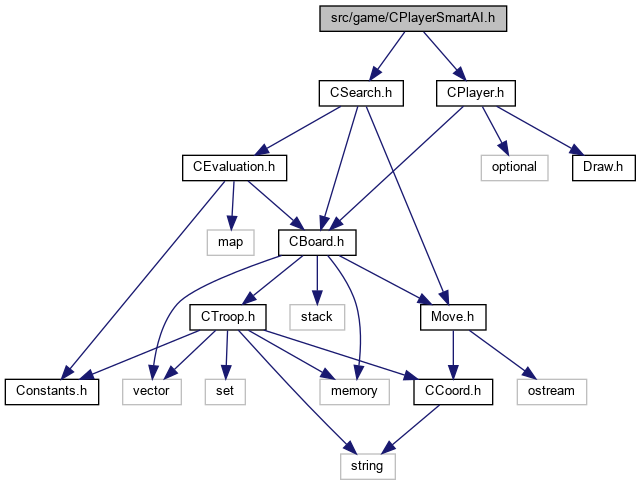 src/game/CPlayerSmartAI.h
CSearch.h
CPlayer.h
CEvaluation.h
optional
Draw.h
map
CBoard.h
CTroop.h
stack
Move.h
Constants.h
vector
set
memory
CCoord.h
ostream
string